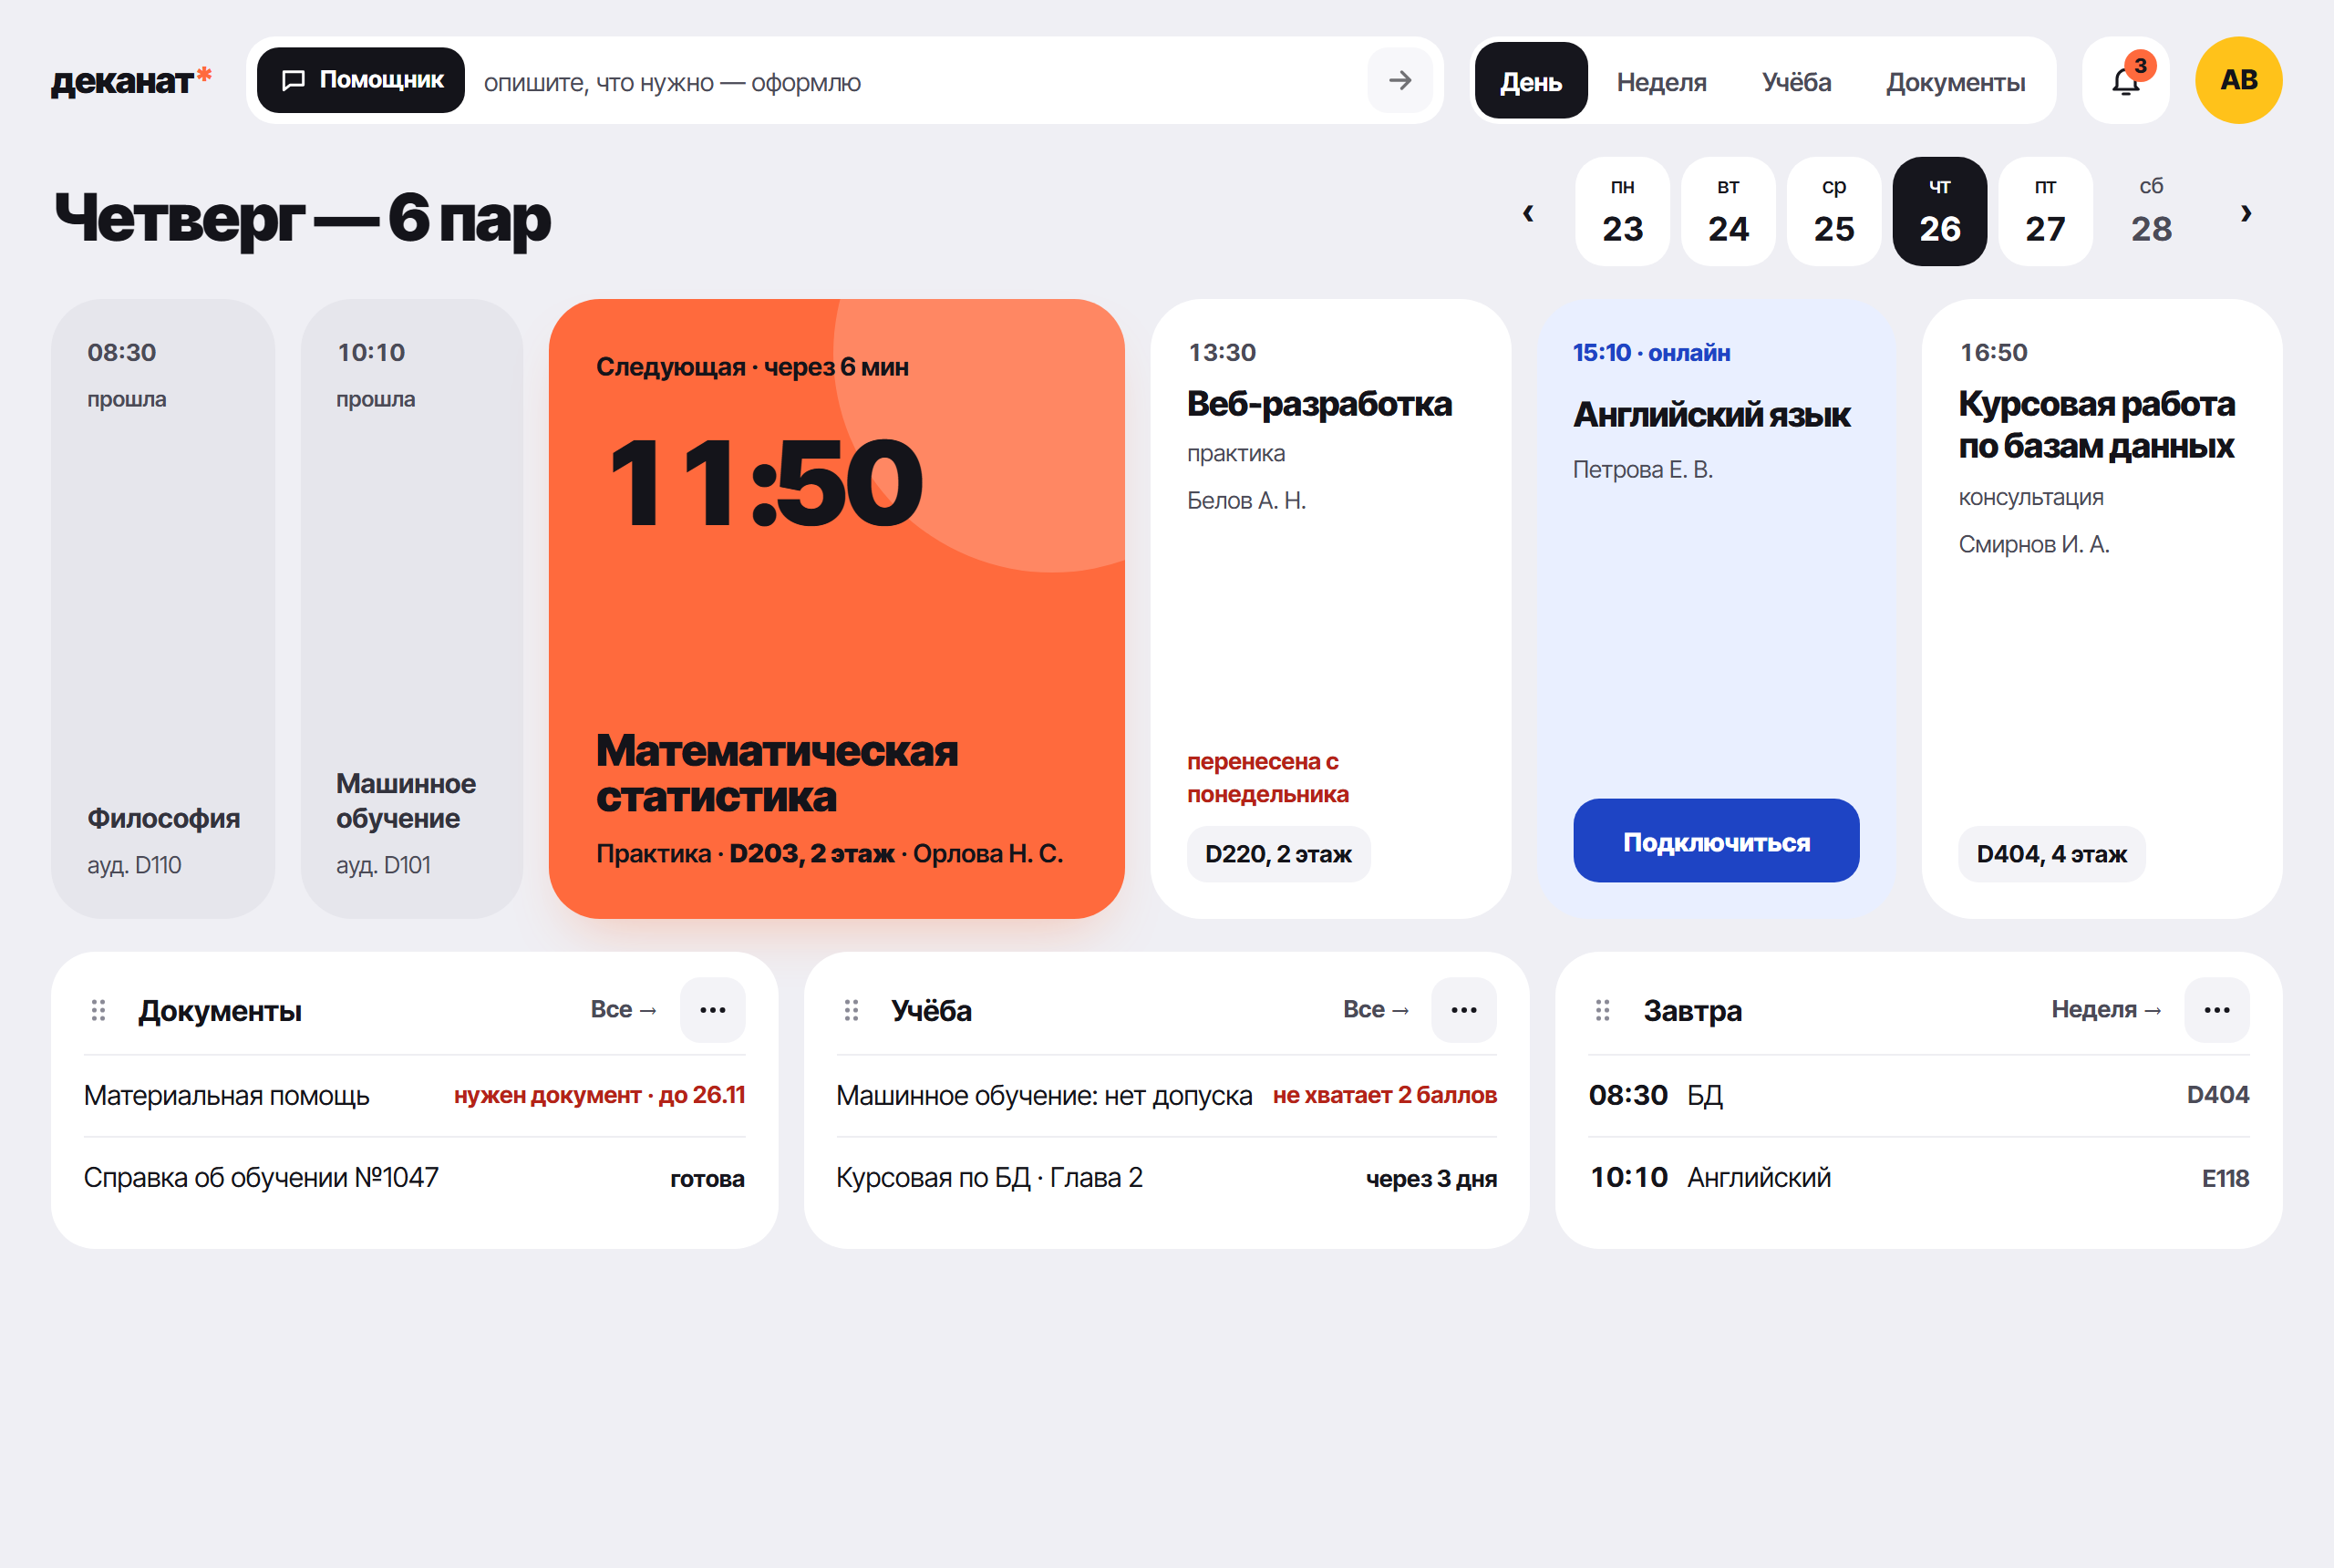 деканат*
Помощник
опишите, что нужно — оформлю
День
Неделя
Учёба
Документы
3
АВ
Четверг — 6 пар
‹
пн
23
вт
24
ср
25
чт
26
пт
27
сб
28
›
08:30
прошла
Философия
ауд. D110
10:10
прошла
Машинное
обучение
ауд. D101
Следующая · через 6 мин
11:50
Математическая
статистика
Практика · D203, 2 этаж · Орлова Н. С.
13:30
Веб-разработка
практика
Белов А. Н.
перенесена с
понедельника
D220, 2 этаж
15:10 · онлайн
Английский язык
Петрова Е. В.
Подключиться
16:50
Курсовая работа
по базам данных
консультация
Смирнов И. А.
D404, 4 этаж
Документы
Все →
Материальная помощь
нужен документ · до 26.11
Справка об обучении №1047
готова
Учёба
Все →
Машинное обучение: нет допуска
не хватает 2 баллов
Курсовая по БД · Глава 2
через 3 дня
Завтра
Неделя →
08:30 БД
D404
10:10 Английский
E118